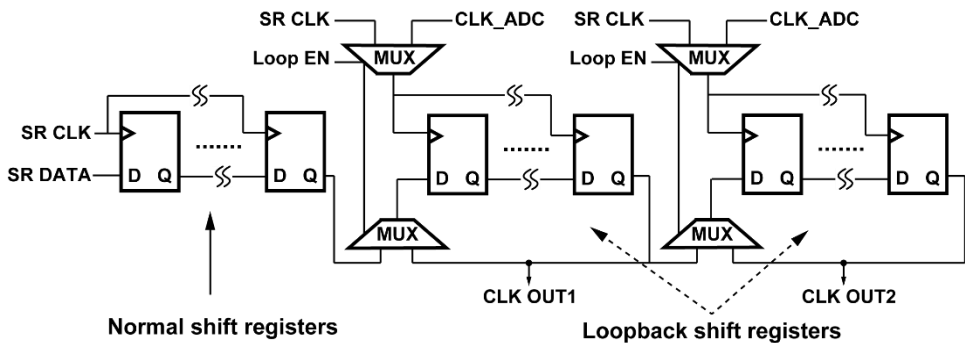 SR CLK
CLK_ADC
SR CLK
CLK_ADC
Loop EN
MUX
Loop EN
MUX
SR CLK
SR DATA
D Q
D Q
D Q
D Q
D Q
D Q
MUX
MUX
CLK OUT1
CLK OUT2
Normal shift registers
Loopback shift registers